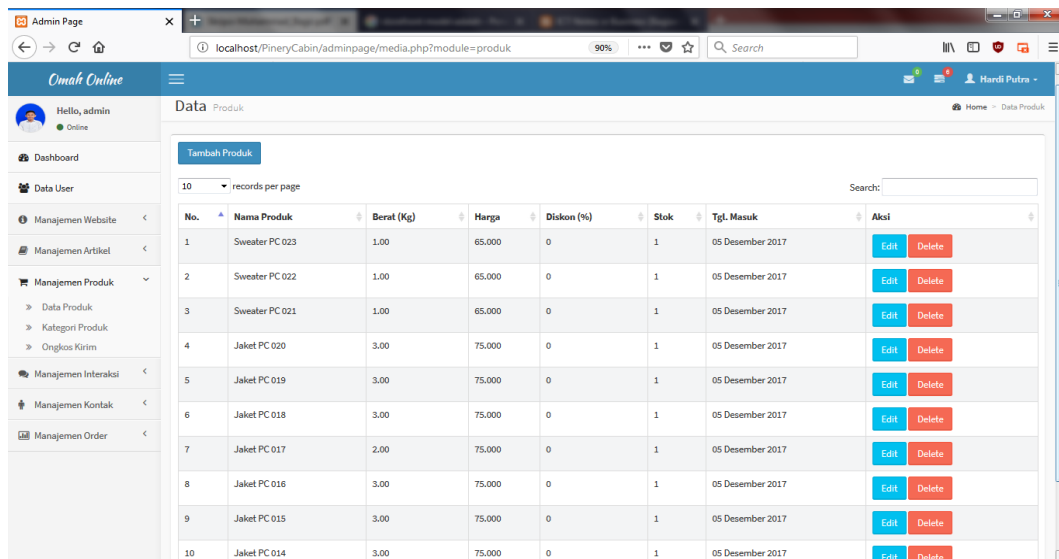 Admin Page
localhost/PineryCabin/adminpage/media.php?module=produk
90%
Search
Omah Online
0
6
Hardi Putra
Hello, admin
Online
Data Produk
Home > Data Produk
Dashboard
Data User
Manajemen Website
Manajemen Artikel
Manajemen Produk
Data Produk
Kategori Produk
Ongkos Kirim
Manajemen Interaksi
Manajemen Kontak
Manajemen Order
Tambah Produk
10 records per page
Search:
No. Nama Produk Berat (Kg) Harga Diskon (%) Stok Tgl. Masuk Aksi
1 Sweater PC 023 1.00 65.000 0 1 05 Desember 2017 Edit Delete
2 Sweater PC 022 1.00 65.000 0 1 05 Desember 2017 Edit Delete
3 Sweater PC 021 1.00 65.000 0 1 05 Desember 2017 Edit Delete
4 Jaket PC 020 3.00 75.000 0 1 05 Desember 2017 Edit Delete
5 Jaket PC 019 3.00 75.000 0 1 05 Desember 2017 Edit Delete
6 Jaket PC 018 3.00 75.000 0 1 05 Desember 2017 Edit Delete
7 Jaket PC 017 2.00 75.000 0 1 05 Desember 2017 Edit Delete
8 Jaket PC 016 3.00 75.000 0 1 05 Desember 2017 Edit Delete
9 Jaket PC 015 3.00 75.000 0 1 05 Desember 2017 Edit Delete
10 Jaket PC 014 3.00 75.000 0 1 05 Desember 2017 Edit Delete